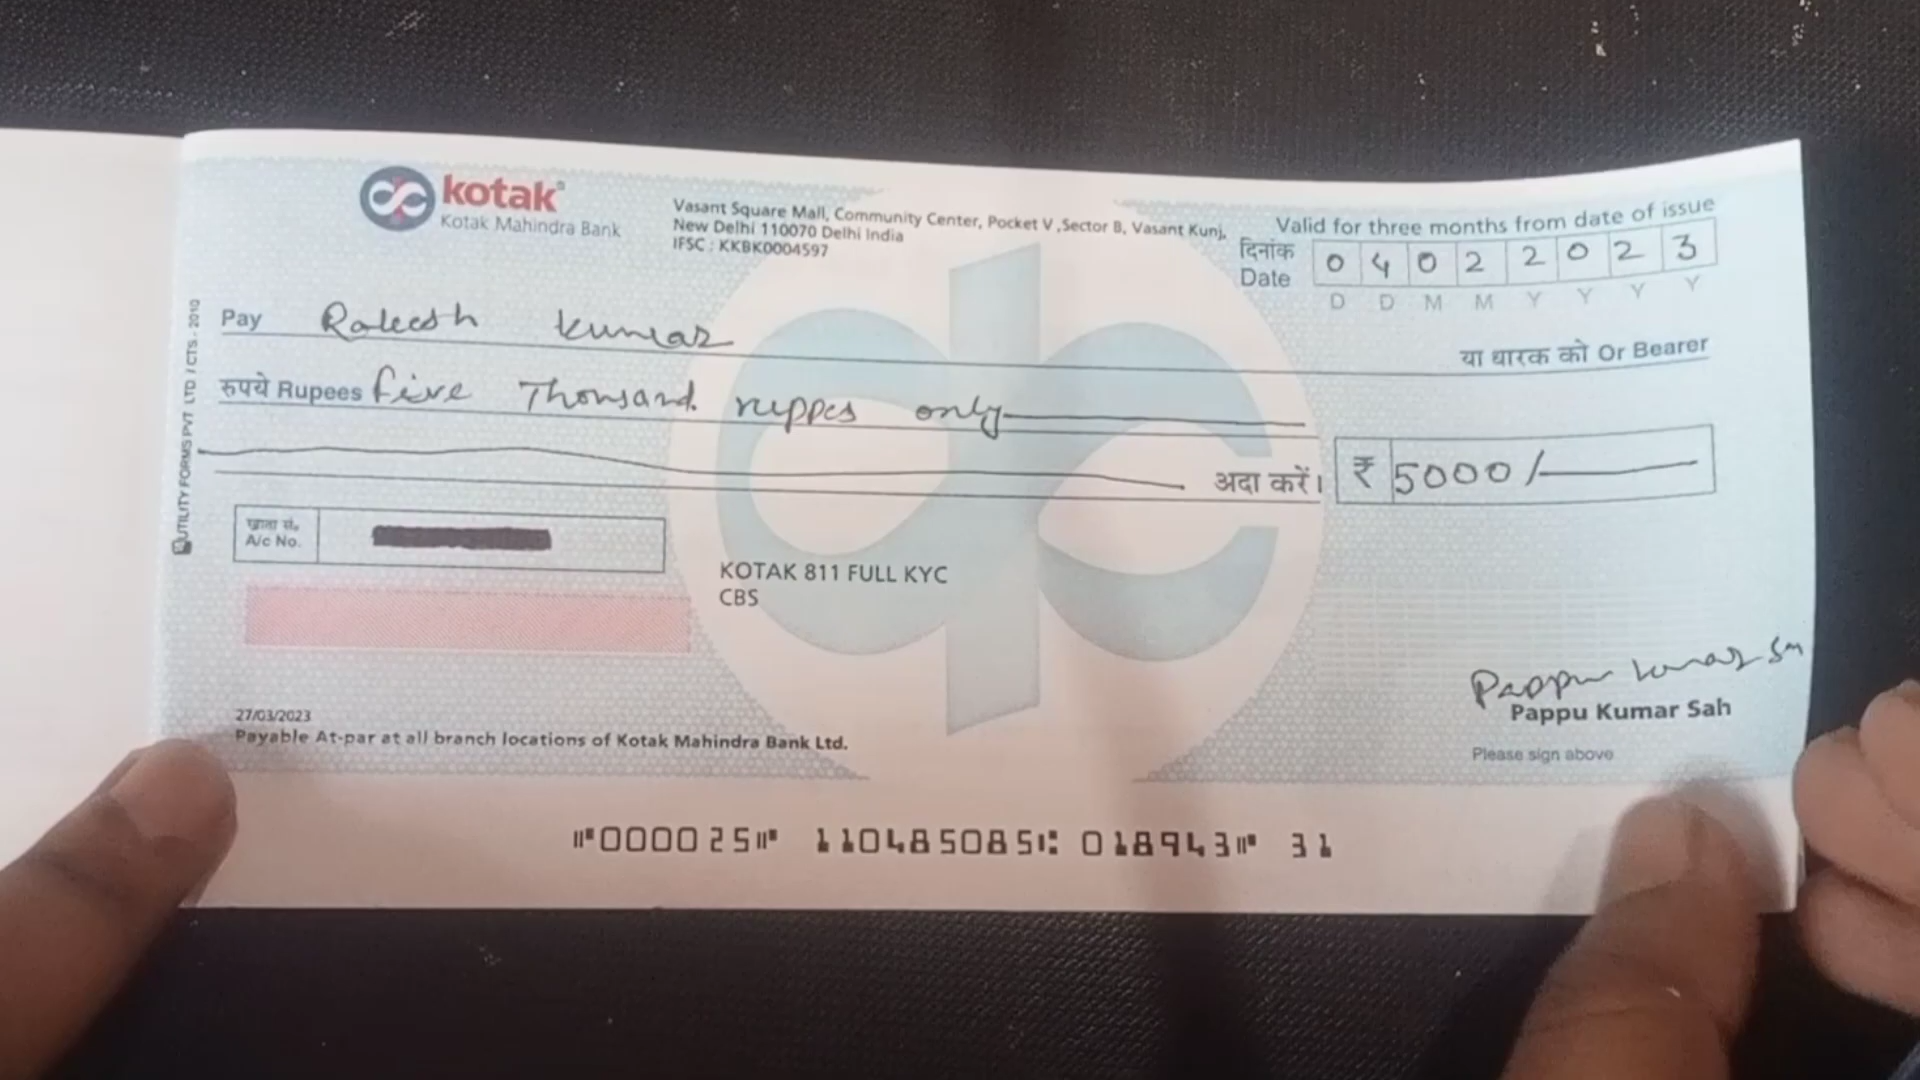 kotak
Kotak Mahindra Bank
Vasant Square Mall, Community Center, Pocket V ,Sector B, Vasant Kunj,
New Delhi 110070 Delhi India
IFSC : KKBK0004597
Valid for three months from date of issue
दिनांक
Date 0 4 0 2 2 0 2 3
D D M M Y Y Y Y
Pay Rakesh Kumar
या धारक को Or Bearer
रुपये Rupees five Thousand ruppes only
अदा करें। ₹ 5000/
खाता सं.
A/c No.
KOTAK 811 FULL KYC
CBS
UTILITY FORMS PVT LTD / CTS - 2010
Pappu Kumar
Pappu Kumar Sah
Please sign above
27/03/2023
Payable At-par at all branch locations of Kotak Mahindra Bank Ltd.
⑈000025⑈ 110485085⑆ 018943⑈ 31